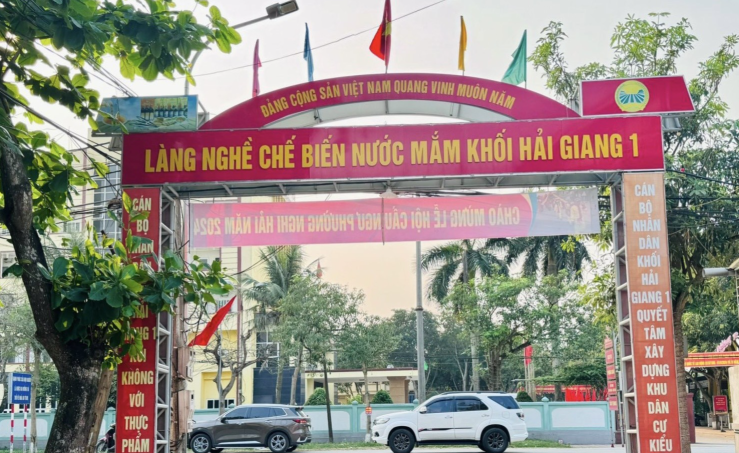 ĐẢNG CỘNG SẢN VIỆT NAM QUANG VINH MUÔN NĂM
LÀNG NGHỀ CHẾ BIẾN NƯỚC MẮM KHỐI HẢI GIANG 1
CHÀO MỪNG LỄ HỘI CẦU NGƯ PHƯỜNG NGHI HẢI NĂM 2024
CÁN
BỘ
NHÂN
KHÔNG
VỚI
THỰC
PHẨM
CÁN
BỘ
NHÂN
DÂN
KHỐI
HẢI
GIANG 1
QUYẾT
TÂM
XÂY
DỰNG
KHU
DÂN
CƯ
KIỂU